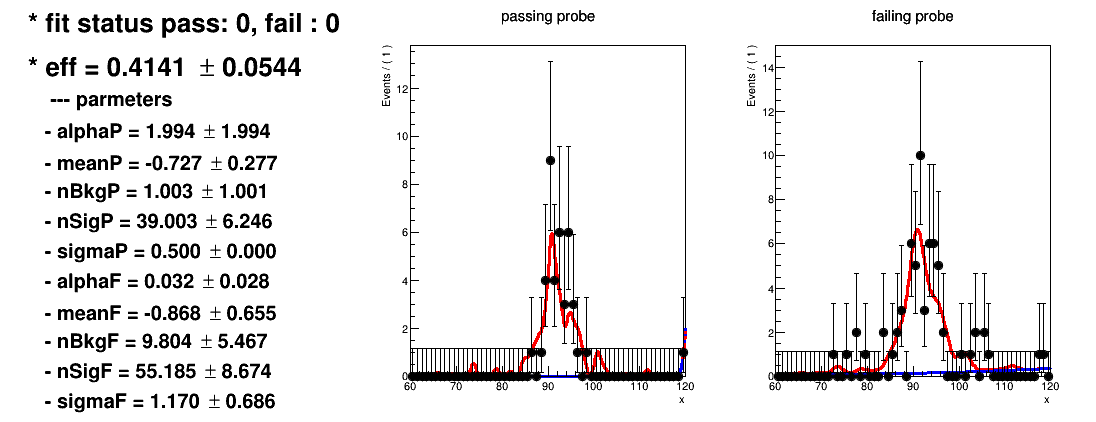 * fit status pass: 0, fail : 0
* eff = 0.4141 ± 0.0544
--- parmeters
- alphaP = 1.994 ± 1.994
- meanP = -0.727 ± 0.277
- nBkgP = 1.003 ± 1.001
- nSigP = 39.003 ± 6.246
- sigmaP = 0.500 ± 0.000
- alphaF = 0.032 ± 0.028
- meanF = -0.868 ± 0.655
- nBkgF = 9.804 ± 5.467
- nSigF = 55.185 ± 8.674
- sigmaF = 1.170 ± 0.686
passing probe
Events / ( 1 )
12
10
8
6
4
2
0
60 70 80 90 100 110 120
x
failing probe
Events / ( 1 )
14
12
10
8
6
4
2
0
60 70 80 90 100 110 120
x